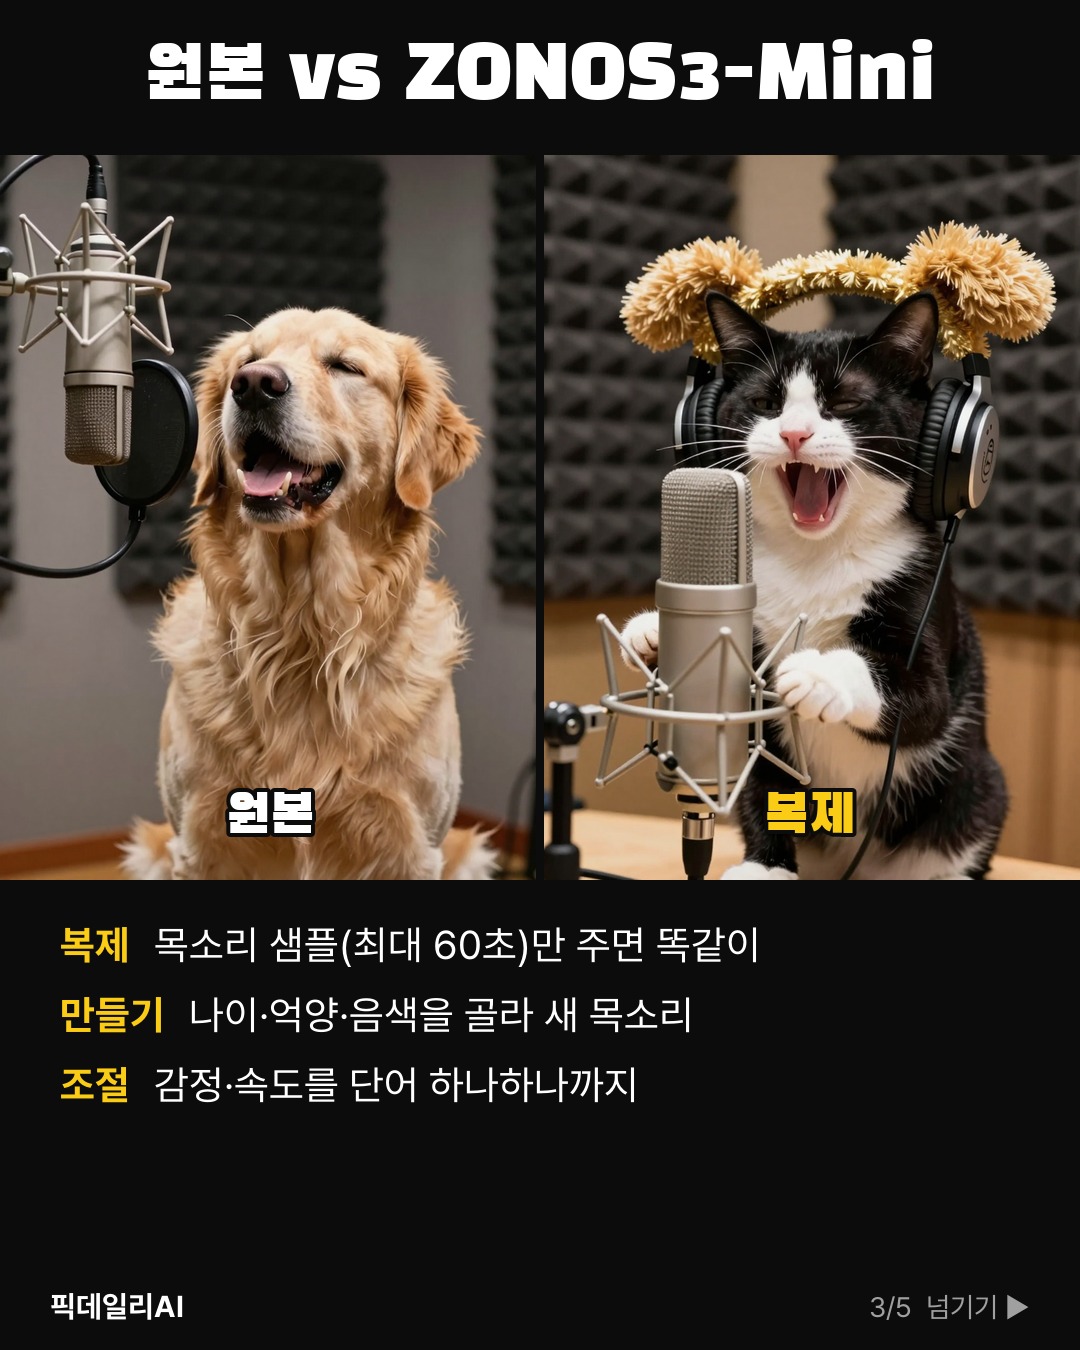 원본 vs ZONOS3-Mini
원본
복제
복제 목소리 샘플(최대 60초)만 주면 똑같이
만들기 나이·억양·음색을 골라 새 목소리
조절 감정·속도를 단어 하나하나까지
픽데일리AI
3/5 넘기기 ▶